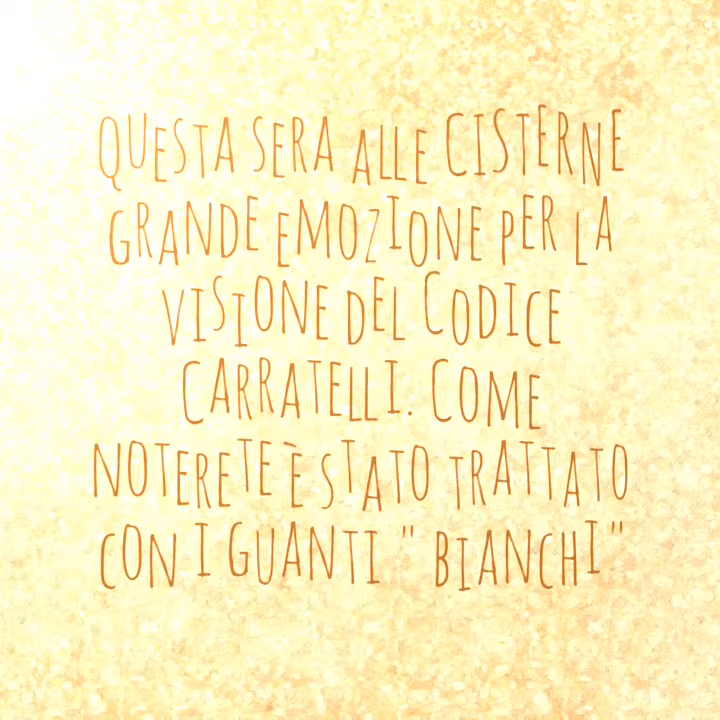 QUESTA SERA ALLE CISTERNE
GRANDE EMOZIONE PER LA
VISIONE DEL CODICE
CARRATELLI. COME
NOTERETE È STATO TRATTATO
CON I GUANTI " BIANCHI"